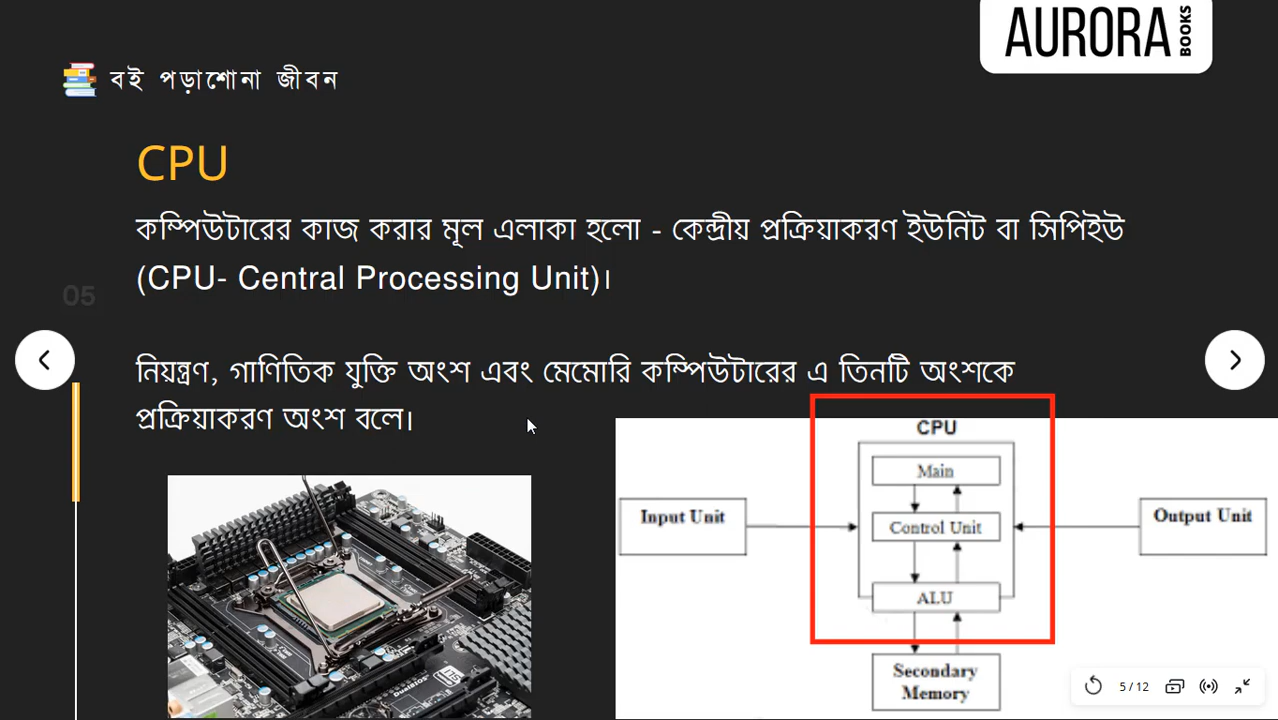 AURORA BOOKS
বই পড়াশোনা জীবন
CPU
কম্পিউটারের কাজ করার মূল এলাকা হলো - কেন্দ্রীয় প্রক্রিয়াকরণ ইউনিট বা সিপিইউ
(CPU- Central Processing Unit)।
05
নিয়ন্ত্রণ, গাণিতিক যুক্তি অংশ এবং মেমোরি কম্পিউটারের এ তিনটি অংশকে
প্রক্রিয়াকরণ অংশ বলে।
CPU
Main
Input Unit
Control Unit
Output Unit
ALU
Secondary
Memory
5 / 12